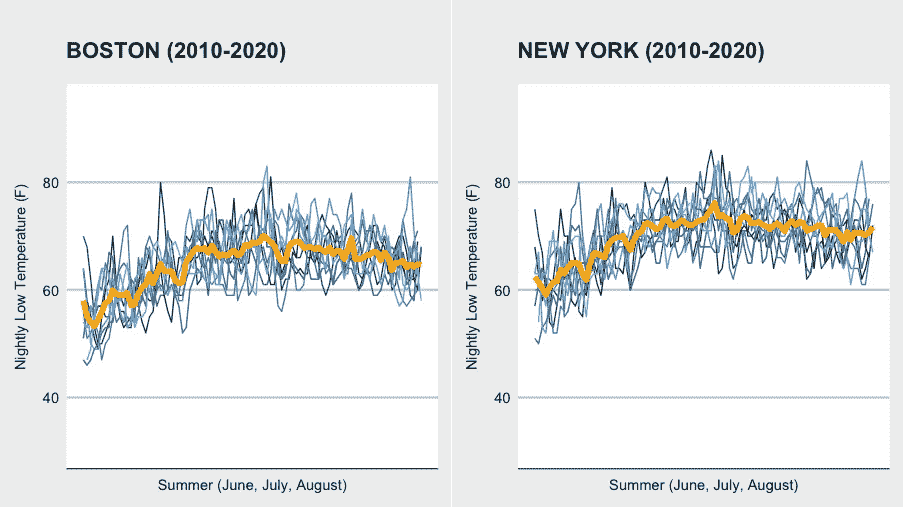 BOSTON (2010-2020)
Nightly Low Temperature (F)
80
60
40
Summer (June, July, August)
NEW YORK (2010-2020)
Nightly Low Temperature (F)
80
60
40
Summer (June, July, August)